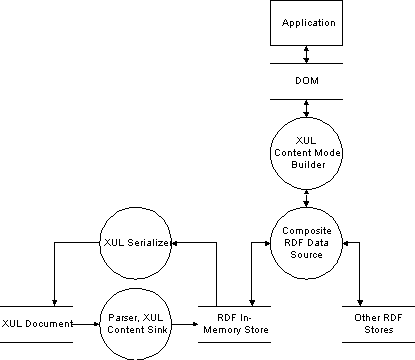 Application
DOM
XUL
Content Mode
Builder
Composite
RDF Data
Source
XUL Serializer
XUL Document
Parser, XUL
Content Sink
RDF In-
Memory Store
Other RDF
Stores